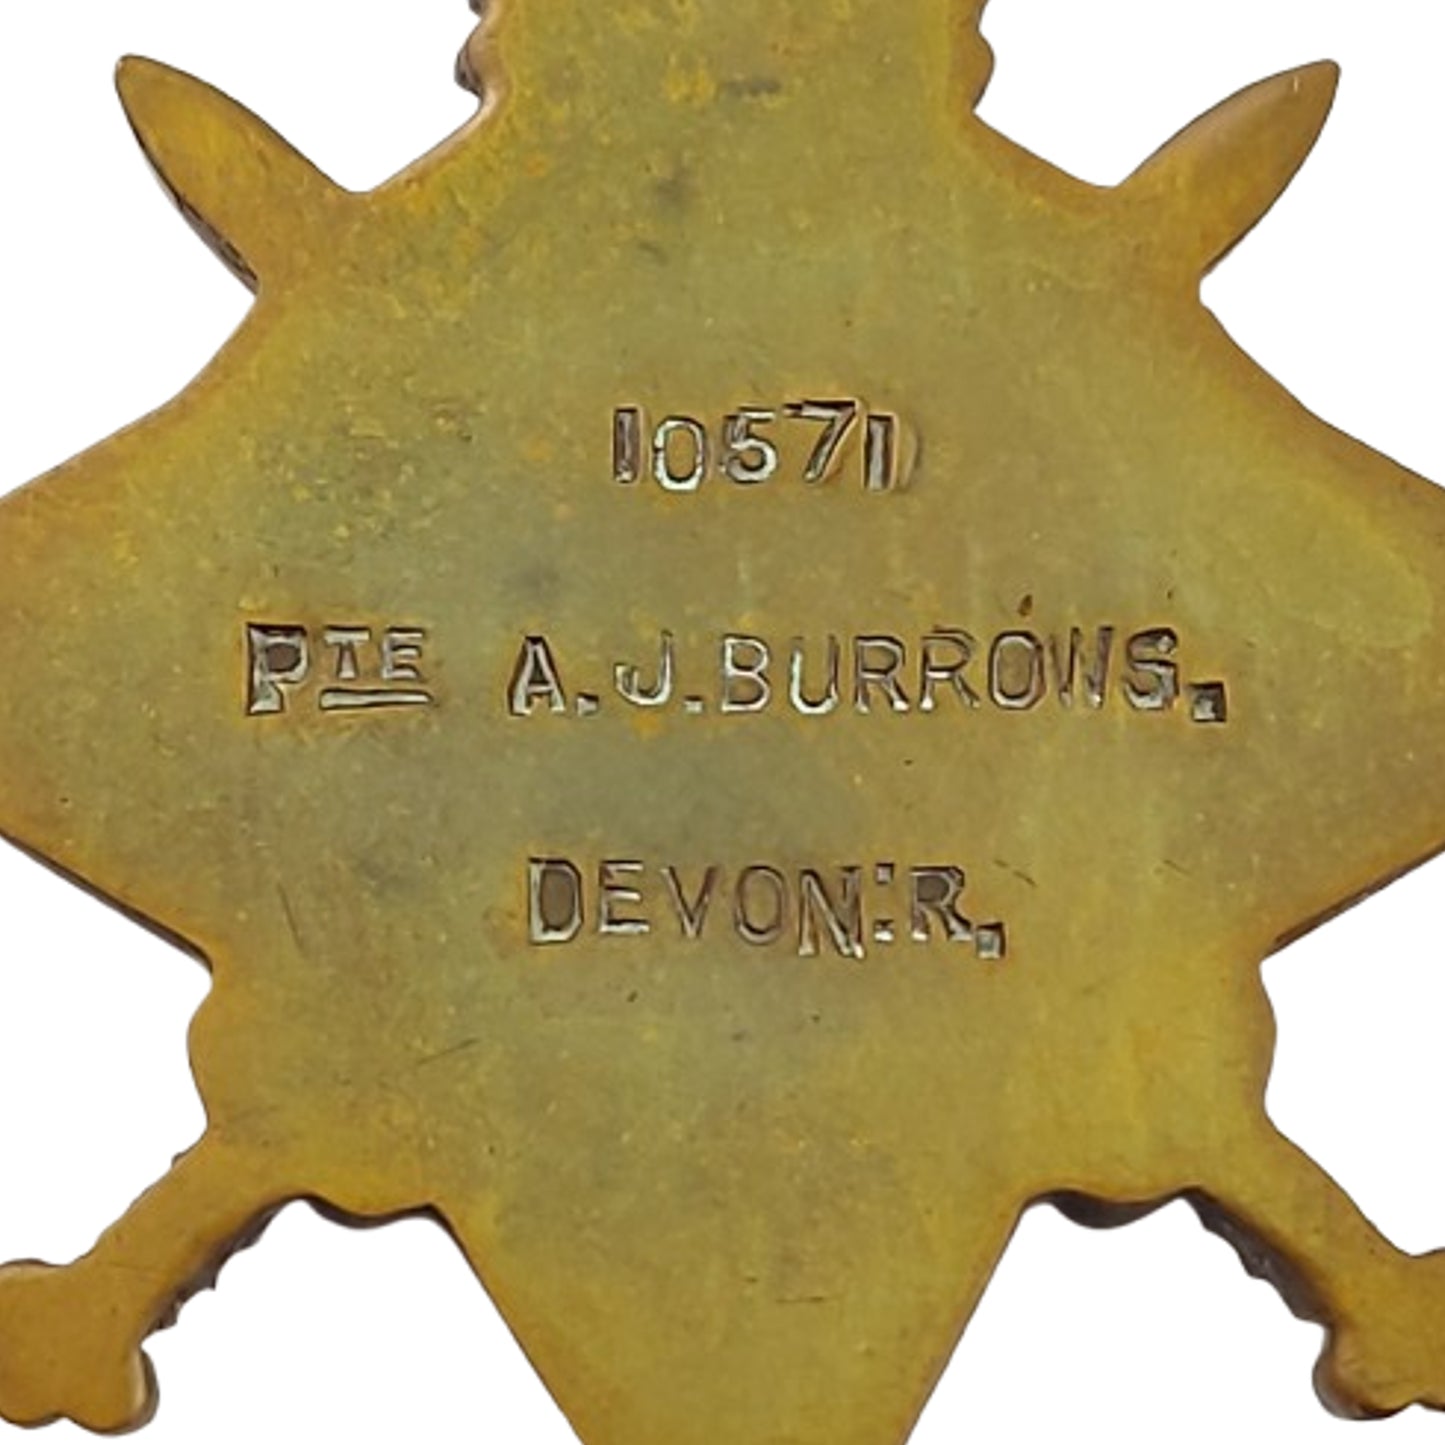 10571
PTE A.J.BURROWS.
DEVON:R.